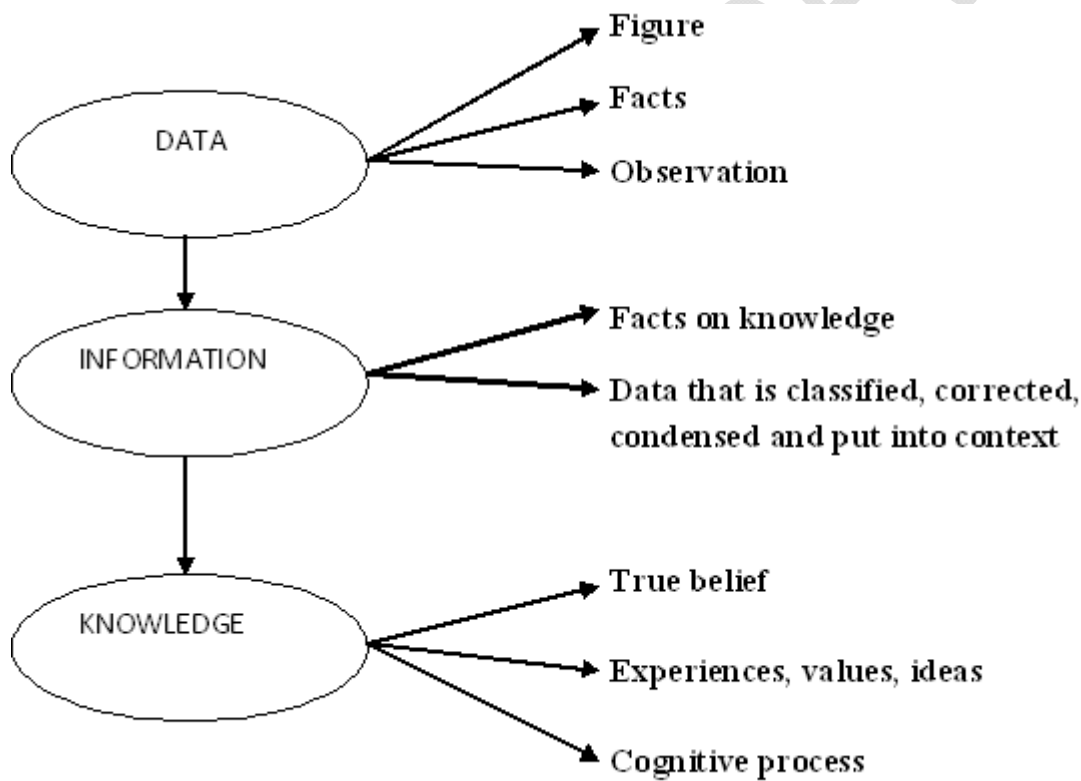 Figure
Facts
DATA
Observation
Facts on knowledge
INFORMATION
Data that is classified, corrected,
condensed and put into context
True belief
KNOWLEDGE
Experiences, values, ideas
Cognitive process